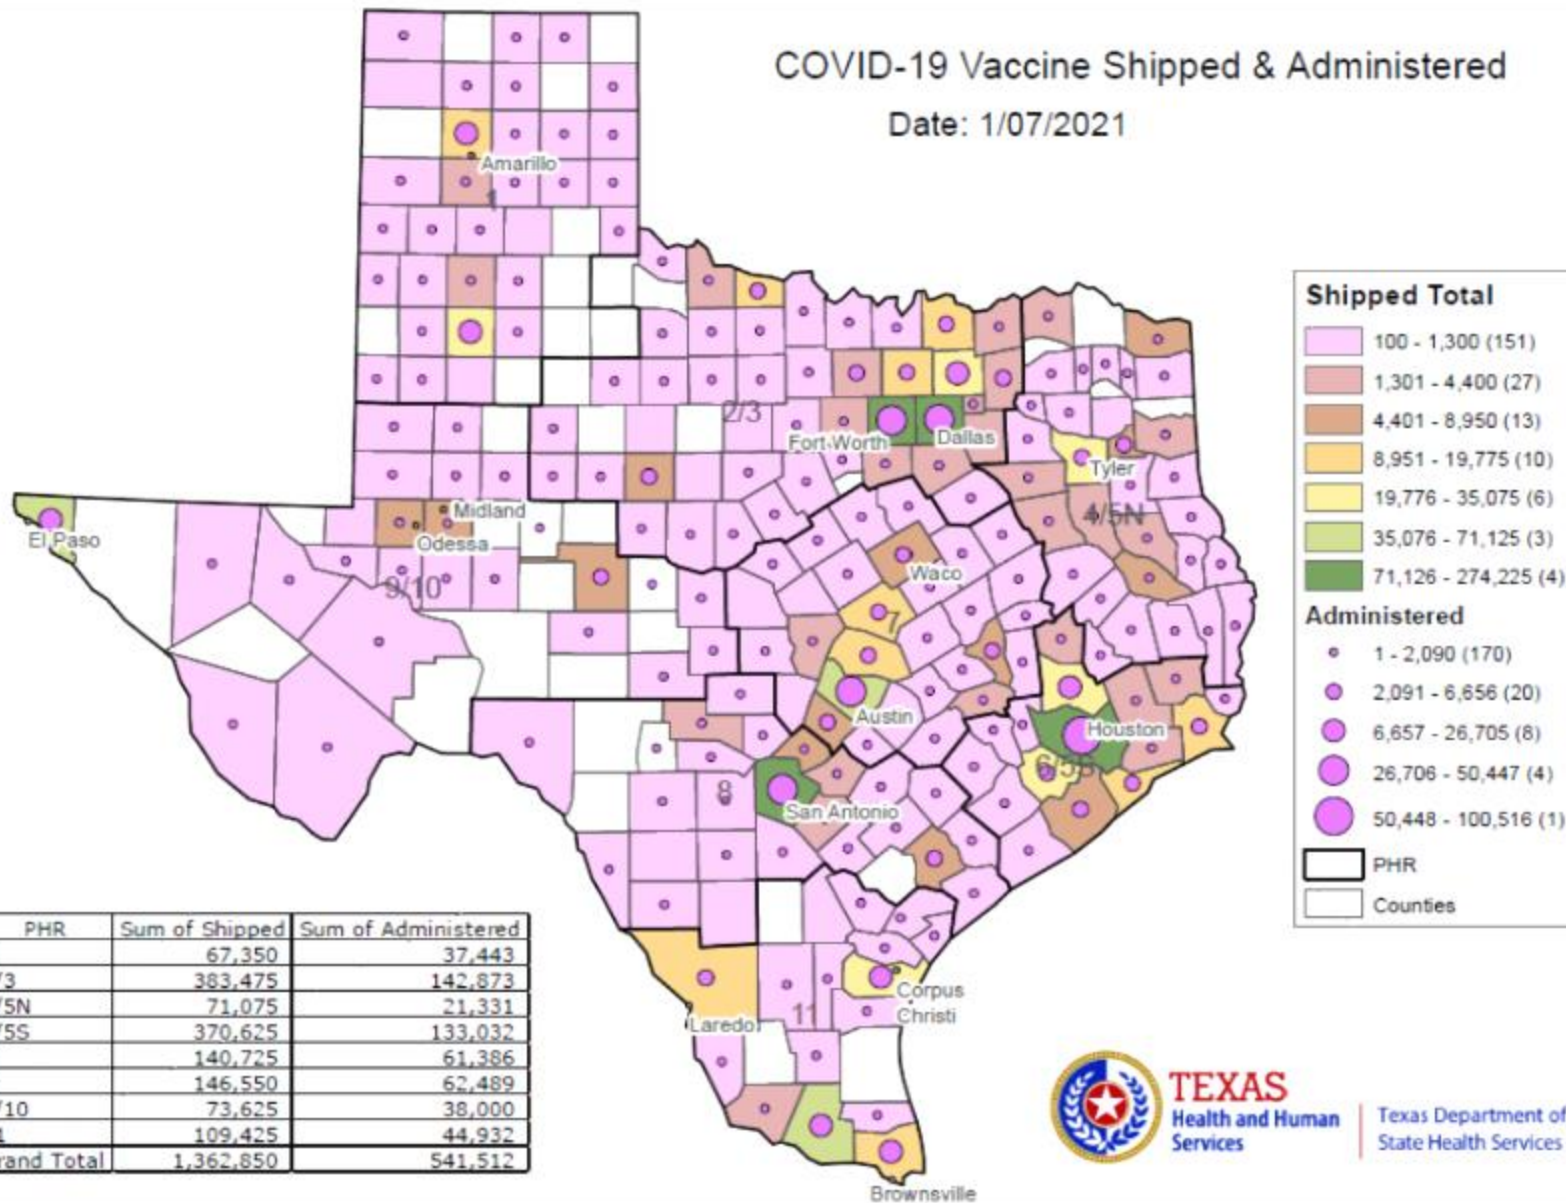 COVID-19 Vaccine Shipped & Administered
Date: 1/07/2021
Amarillo
1
2/3
Fort Worth
Dallas
Tyler
4/5N
El Paso
Midland
Odessa
9/10
Waco
7
Austin
Houston
6/5S
8
San Antonio
Corpus
Christi
11
Laredo
Brownsville
Shipped Total
100 - 1,300 (151)
1,301 - 4,400 (27)
4,401 - 8,950 (13)
8,951 - 19,775 (10)
19,776 - 35,075 (6)
35,076 - 71,125 (3)
71,126 - 274,225 (4)
Administered
1 - 2,090 (170)
2,091 - 6,656 (20)
6,657 - 26,705 (8)
26,706 - 50,447 (4)
50,448 - 100,516 (1)
PHR
Counties
PHR Sum of Shipped Sum of Administered
67,350 37,443
/3 383,475 142,873
/5N 71,075 21,331
/5S 370,625 133,032
140,725 61,386
146,550 62,489
/10 73,625 38,000
1 109,425 44,932
rand Total 1,362,850 541,512
TEXAS
Health and Human
Services
Texas Department of
State Health Services